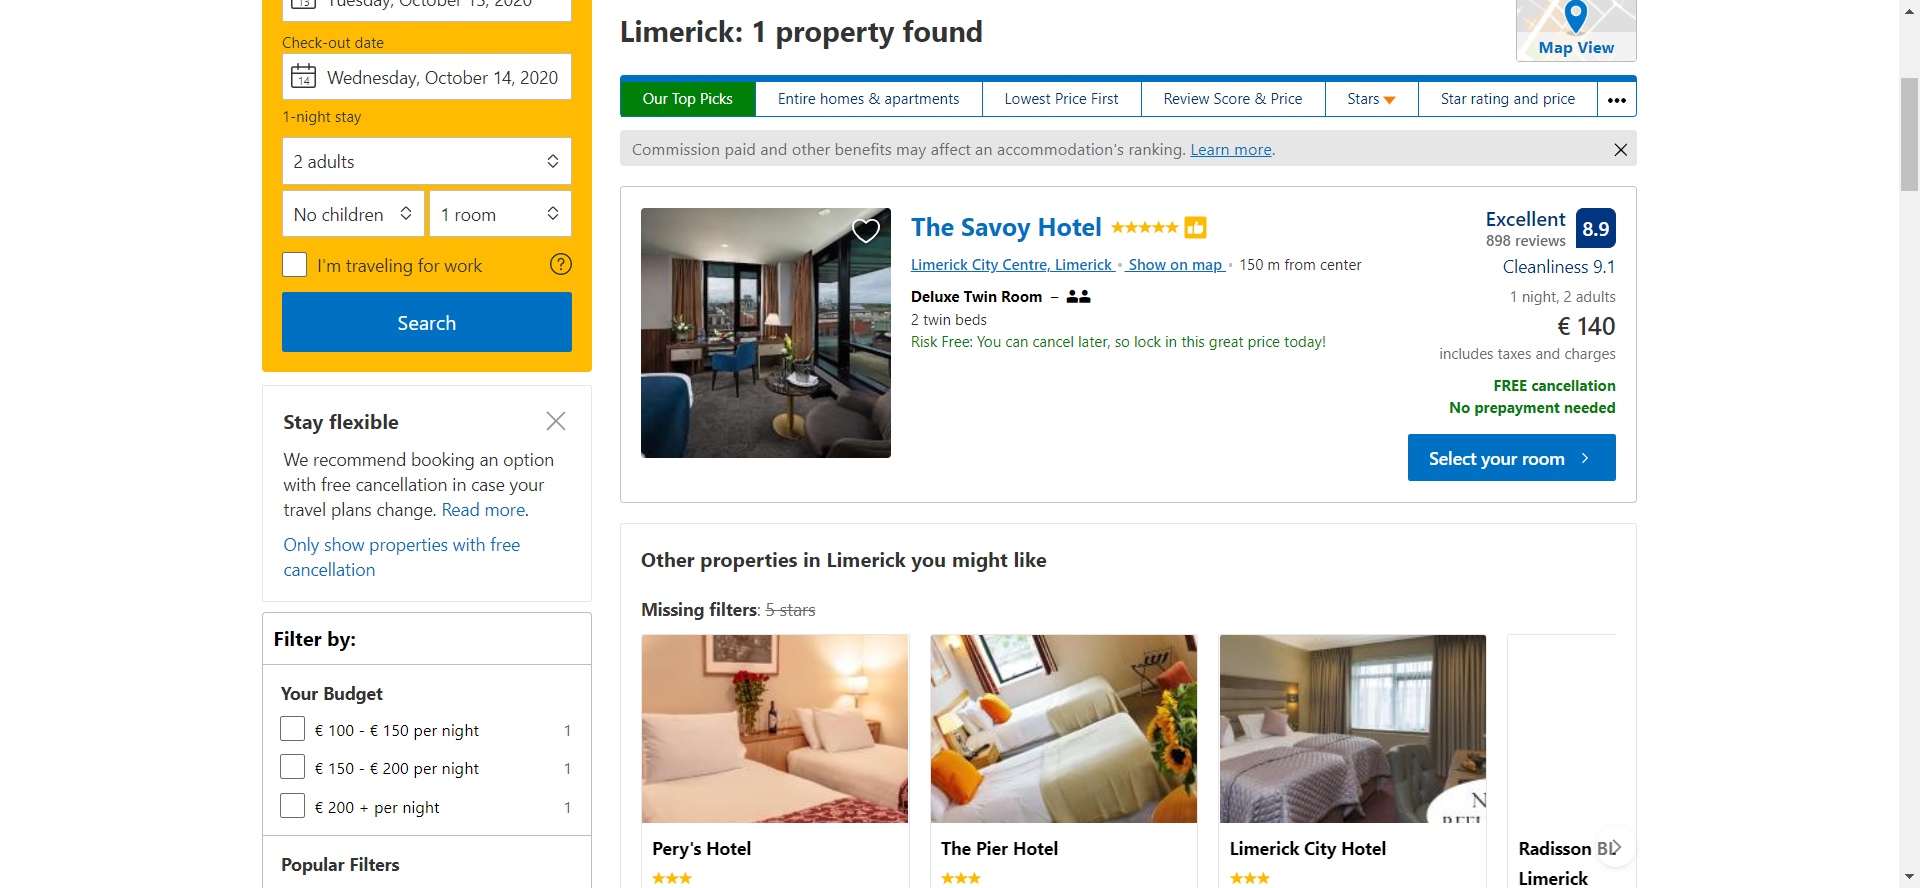 Tuesday, October 13, 2020
Check-out date
14
Wednesday, October 14, 2020
1-night stay
2 adults
No children
1 room
I'm traveling for work
Search
Stay flexible
We recommend booking an option
with free cancellation in case your
travel plans change. Read more.
Only show properties with free
cancellation
Filter by:
Your Budget
€ 100 - € 150 per night 1
€ 150 - € 200 per night 1
€ 200 + per night 1
Popular Filters
Limerick: 1 property found
Map View
Our Top Picks
Entire homes & apartments
Lowest Price First
Review Score & Price
Stars
Star rating and price
Commission paid and other benefits may affect an accommodation's ranking. Learn more.
The Savoy Hotel
Limerick City Centre, Limerick • Show on map • 150 m from center
Deluxe Twin Room –
2 twin beds
Risk Free: You can cancel later, so lock in this great price today!
Excellent
898 reviews
8.9
Cleanliness 9.1
1 night, 2 adults
€ 140
includes taxes and charges
FREE cancellation
No prepayment needed
Select your room
Other properties in Limerick you might like
Missing filters: 5 stars
Pery's Hotel
The Pier Hotel
Limerick City Hotel
Radisson
Limerick